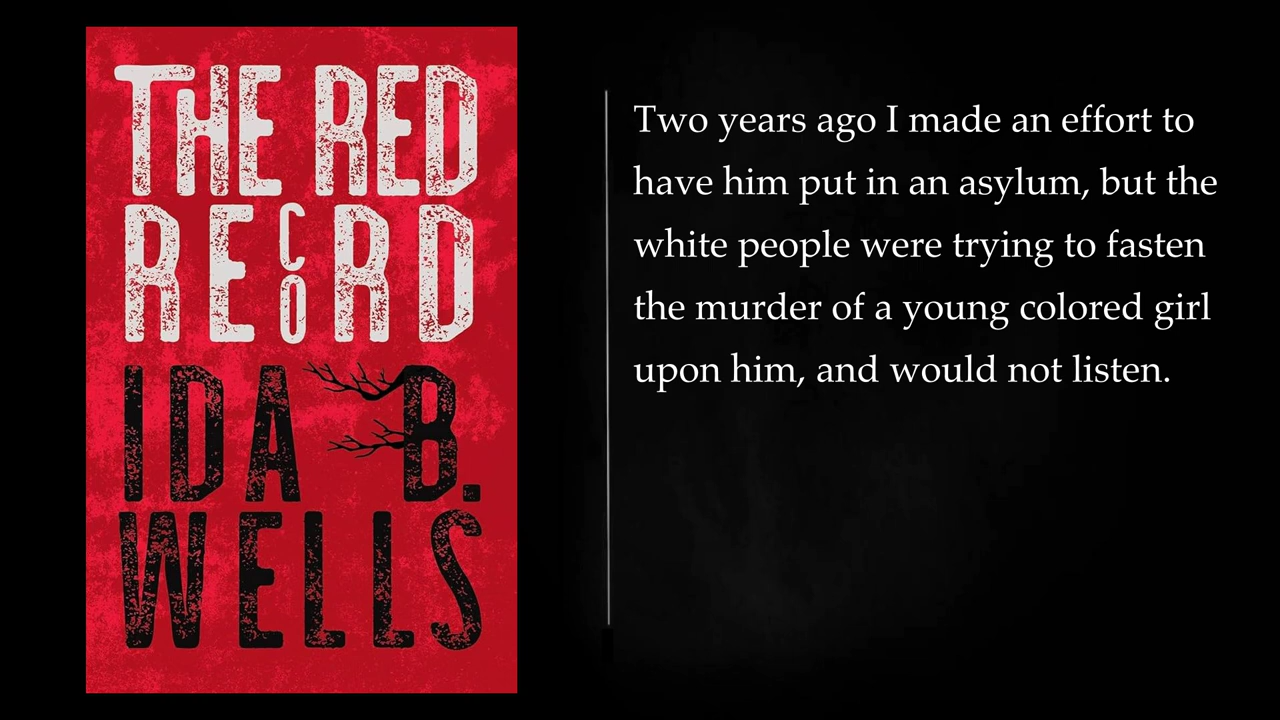 THE RED
RECORD
IDA B.
WELLS
Two years ago I made an effort to
have him put in an asylum, but the
white people were trying to fasten
the murder of a young colored girl
upon him, and would not listen.